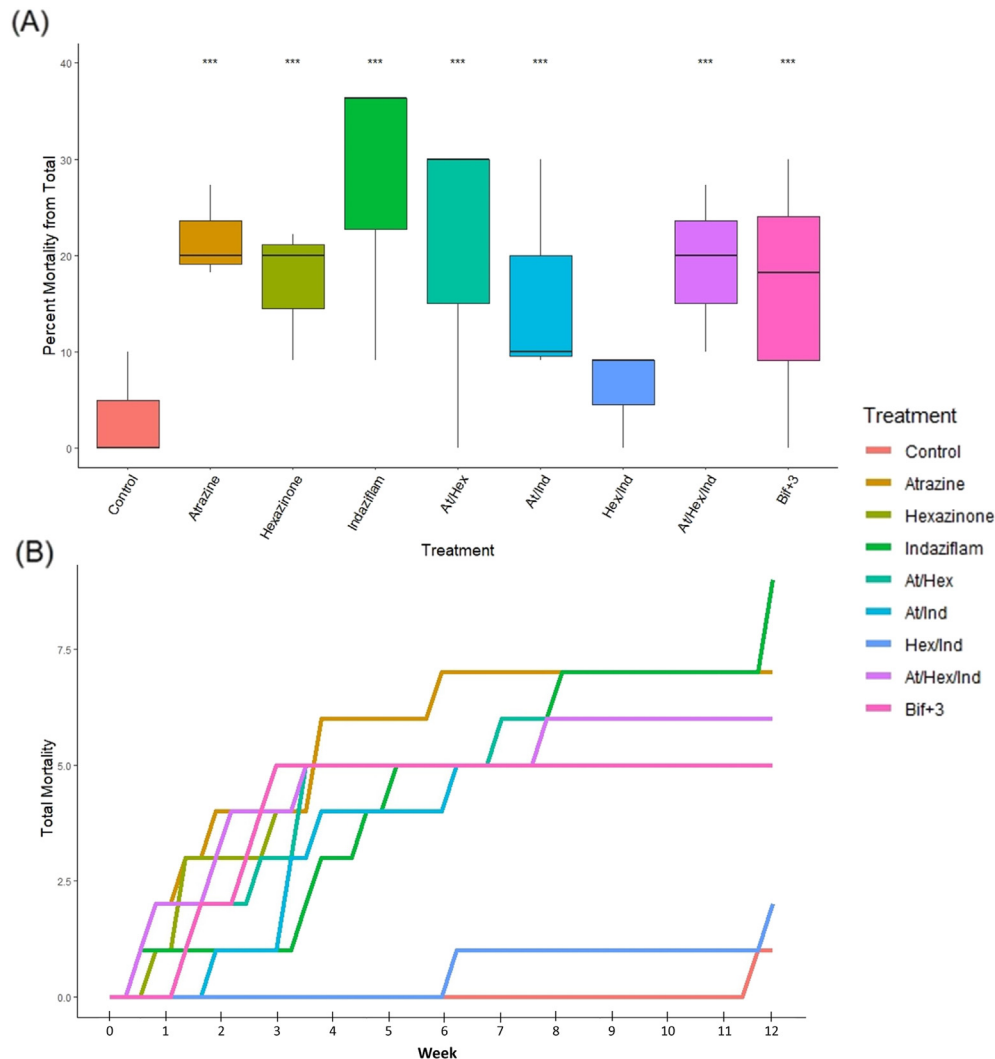 (A)
Percent Mortality from Total
40
30
20
10
0
*** *** *** *** *** *** ***
Control Atrazine Hexazinone Indaziflam At/Hex At/Ind Hex/Ind At/Hex/Ind Bif+3
Treatment
(B)
Total Mortality
7.5
5.0
2.5
0.0
0 1 2 3 4 5 6 7 8 9 10 11 12
Week
Treatment
Control
Atrazine
Hexazinone
Indaziflam
At/Hex
At/Ind
Hex/Ind
At/Hex/Ind
Bif+3